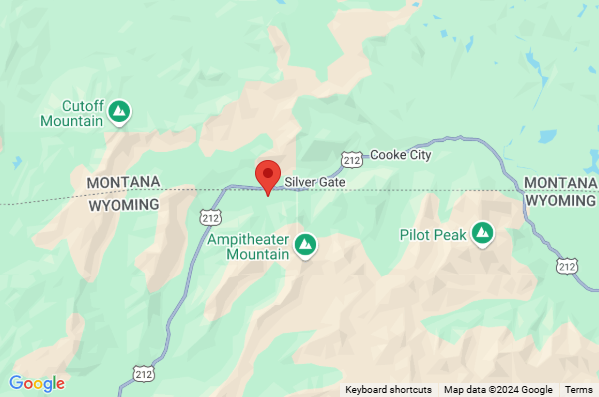 Cutoff
Mountain
212
Cooke City
MONTANA
Silver Gate
MONTANA
WYOMING
WYOMING
212
Ampitheater
Mountain
Pilot Peak
212
212
Google
Keyboard shortcuts
Map data ©2024 Google
Terms